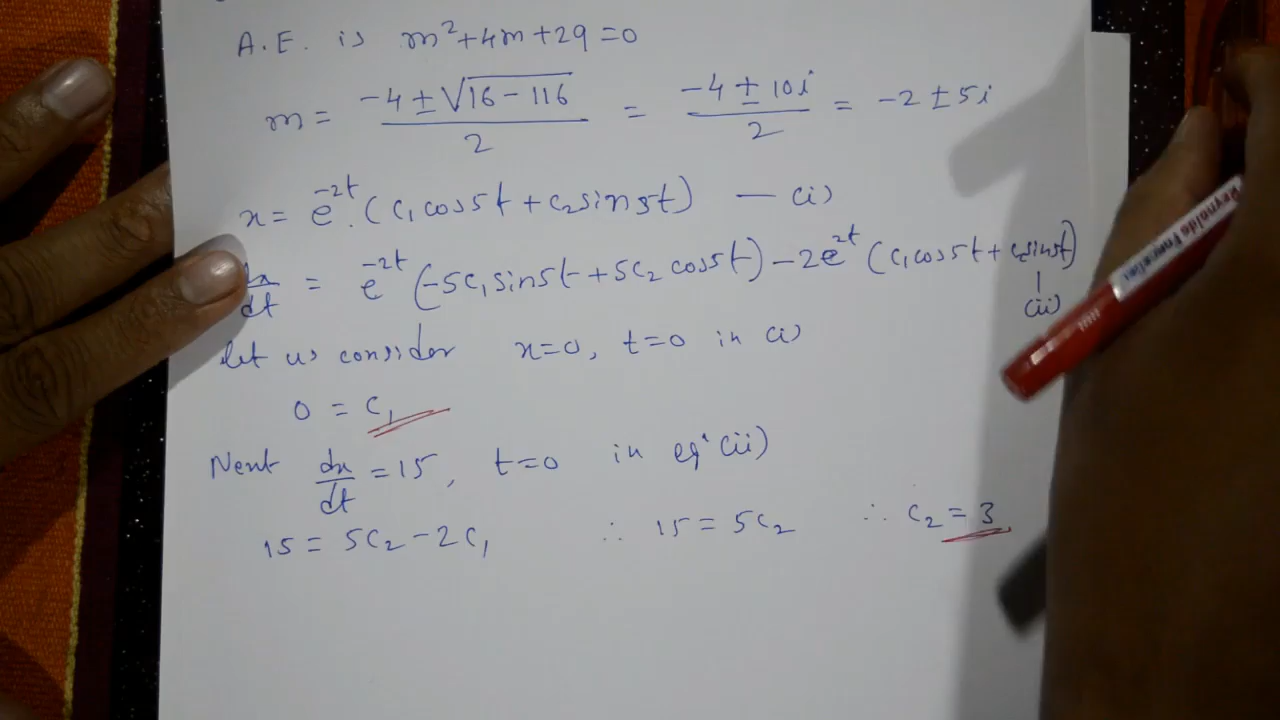 A.E. is m²+4m+29=0
m = (-4±√(16-116))/2 = (-4±10i)/2 = -2±5i
x = e^(-2t).(c₁cos5t+c₂sin5t) — (i)
dx/dt = e^(-2t)(-5c₁sin5t+5c₂cos5t)-2e^(2t)(c₁cos5t+c₂sin5t)
(ii)
let us consider x=0, t=0 in (i)
0 = c₁
Next dx/dt = 15, t=0 in eqⁿ (ii)
15 = 5c₂-2c₁ ∴ 15 = 5c₂ ∴ c₂ = 3
Reynolds